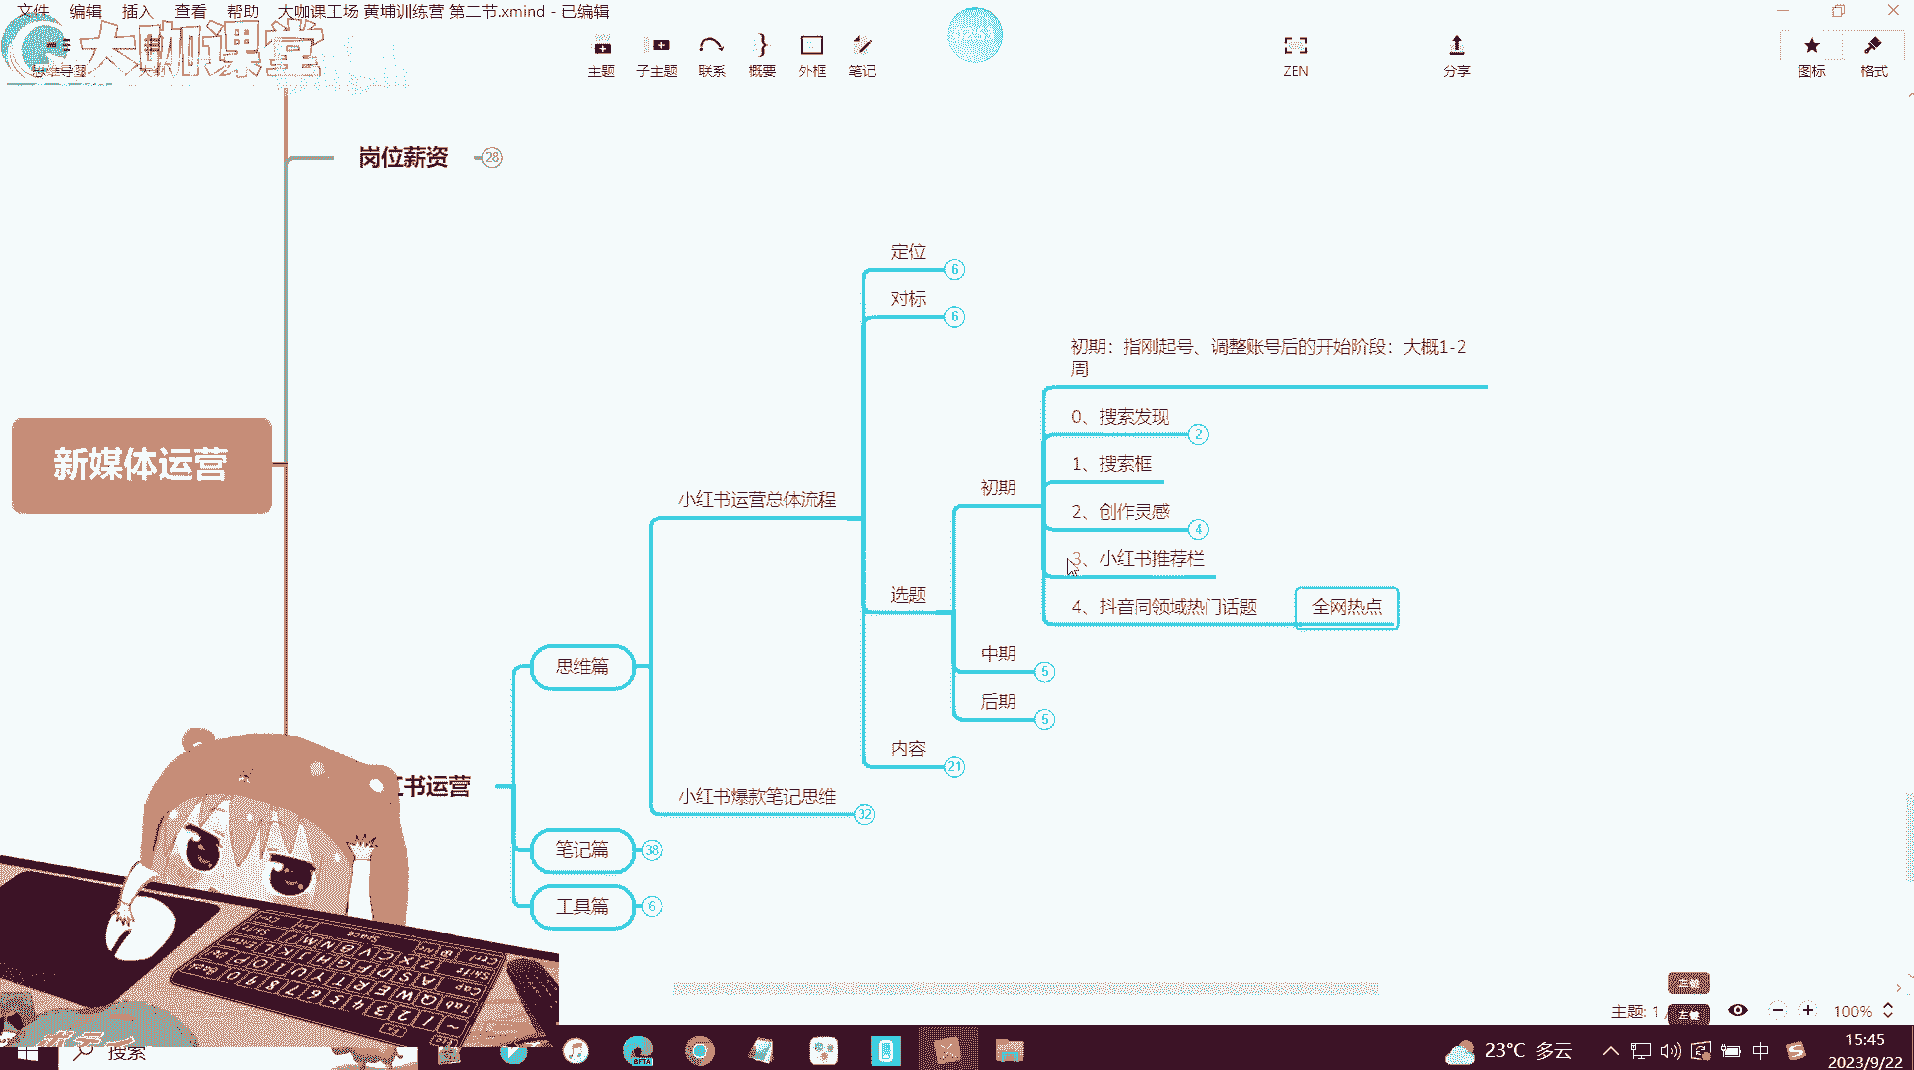 文件 编辑 插入 查看 帮助 大咖课工场 黄埔训练营 第二节.xmind - 已编辑
大咖课堂
主题 子主题 联系 概要 外框 笔记 ZEN 分享 图标 格式
岗位薪资 28
定位 6
对标 6
初期：指刚起号、调整账号后的开始阶段：大概1-2
周
0、搜索发现 2
1、搜索框
新媒体运营
初期
小红书运营总体流程
2、创作灵感 4
3、小红书推荐栏
选题
4、抖音同领域热门话题 全网热点
中期 5
思维篇
后期 5
内容 21
书运营
小红书爆款笔记思维 32
笔记篇 38
工具篇 6
主题: 1 / 100%
搜索
23°C 多云 中
15:45
2023/9/22